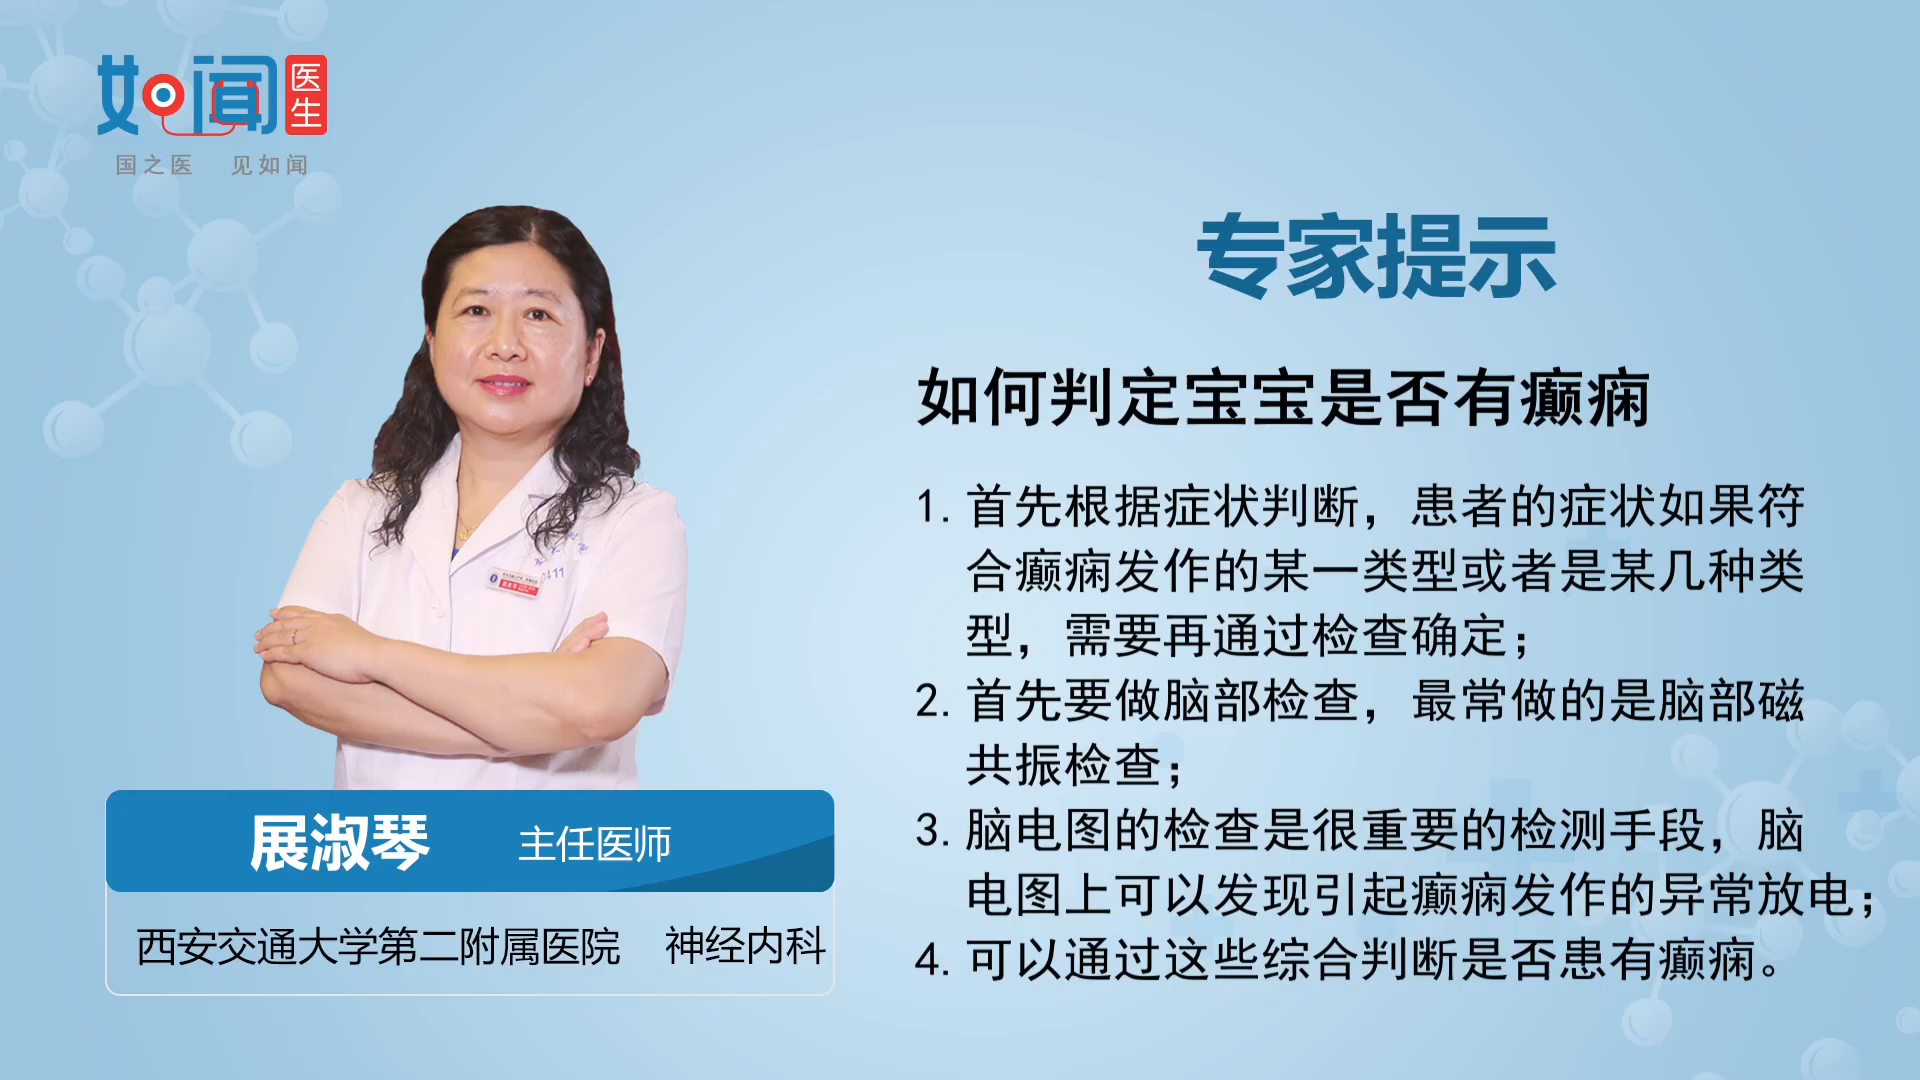 如闻医生
国之医 见如闻
专家提示
如何判定宝宝是否有癫痫
1. 首先根据症状判断，患者的症状如果符
合癫痫发作的某一类型或者是某几种类
型，需要再通过检查确定；
2. 首先要做脑部检查，最常做的是脑部磁
共振检查；
3. 脑电图的检查是很重要的检测手段，脑
电图上可以发现引起癫痫发作的异常放电；
4. 可以通过这些综合判断是否患有癫痫。
展淑琴 主任医师
西安交通大学第二附属医院 神经内科